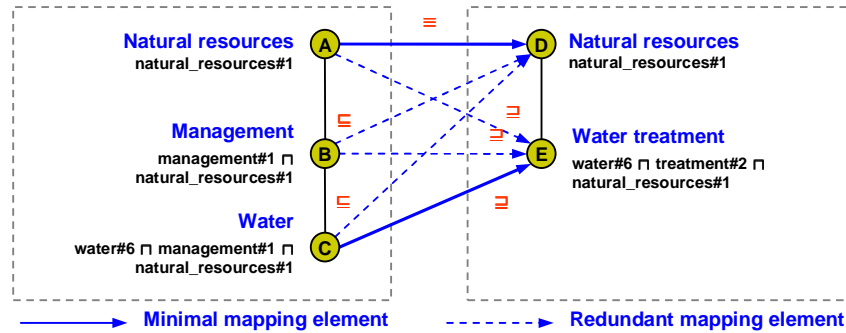 ≡
Natural resources A D Natural resources
natural_resources#1 natural_resources#1
⊒
⊑ ⊒
Management Water treatment
B E
management#1 ⊓ water#6 ⊓ treatment#2 ⊓
natural_resources#1 natural_resources#1
⊑ ⊒
Water
C
water#6 ⊓ management#1 ⊓
natural_resources#1
Minimal mapping element Redundant mapping element